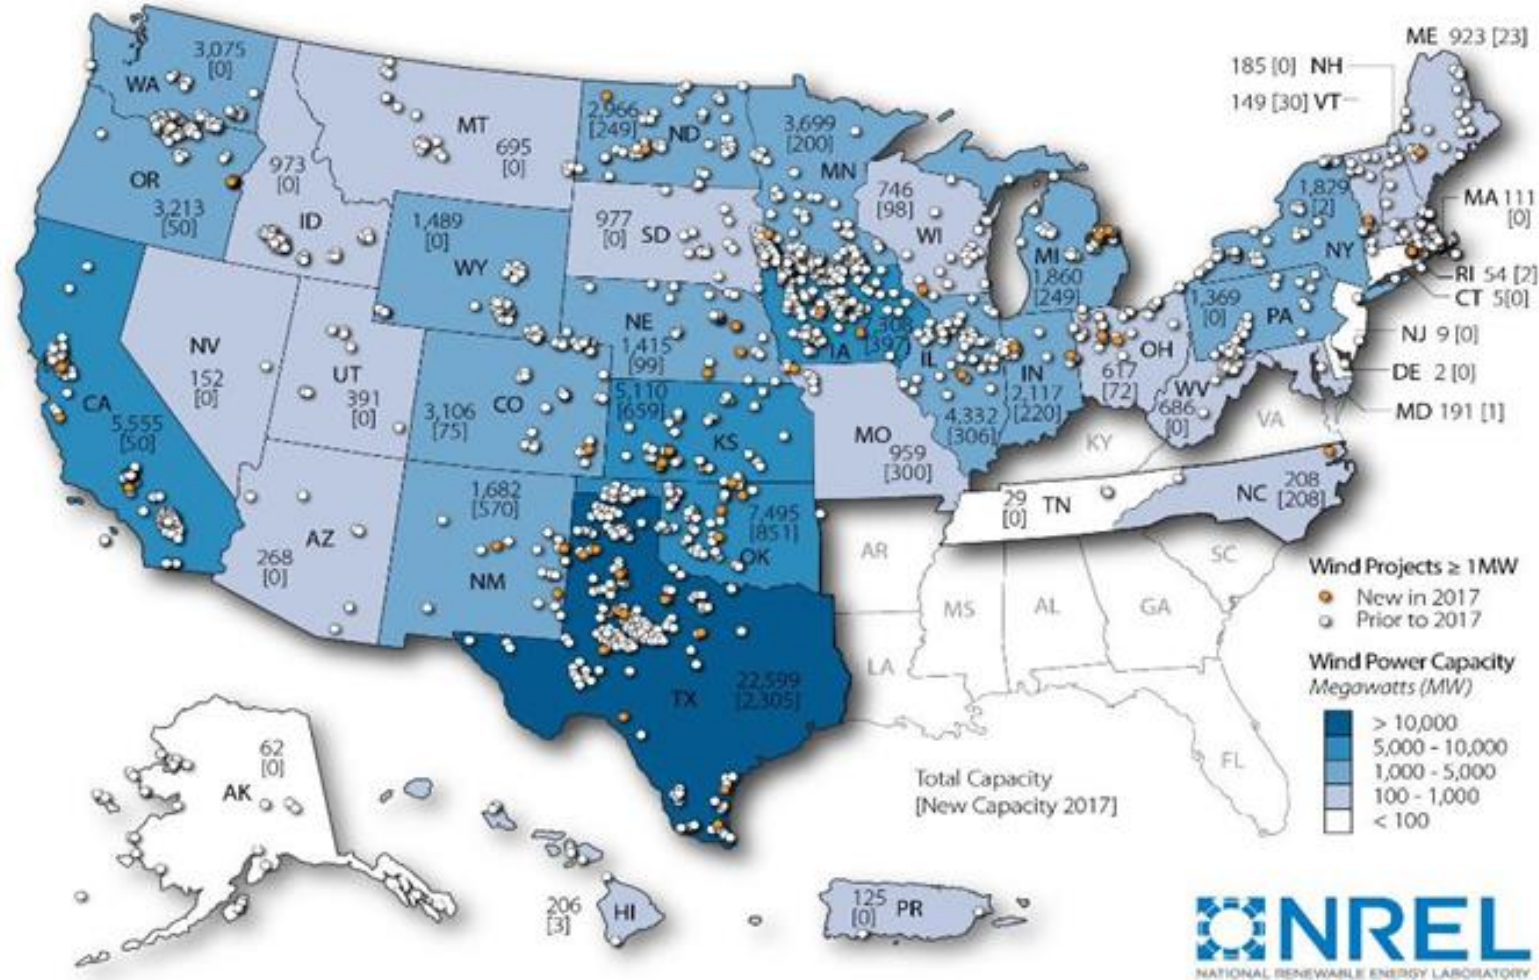 ME 923 [23]
185 [0] NH
149 [30] VT
3,075
[0]
WA
MT
695
[0]
2,966
[249]
ND
3,699
[200]
MN
973
[0]
ID
OR
3,213
[50]
1,489
[0]
WY
977
[0]
SD
746
[98]
WI
MI
1,860
[249]
1,829
[2]
NY
MA 111
[0]
RI 54 [2]
CT 5[0]
NJ 9 [0]
DE 2 [0]
MD 191 [1]
1,369
[0]
PA
NV
152
[0]
UT
391
[0]
NE
1,415
[99]
IA
[397]
IL
4,332
[306]
IN
2,117
[220]
OH
617
[72]
WV
686
[0]
VA
KY
CA
5,555
[50]
3,106
[75]
CO
5,110
[659]
KS
MO
959
[300]
29
[0]
TN
NC
208
[208]
AZ
268
[0]
1,682
[570]
NM
7,495
[851]
OK
AR
SC
MS
AL
GA
LA
FL
TX
22,599
[2,305]
62
[0]
AK
206
[3]
HI
125
[0]
PR
Wind Projects ≥ 1MW
New in 2017
Prior to 2017
Wind Power Capacity
Megawatts (MW)
> 10,000
5,000 - 10,000
1,000 - 5,000
100 - 1,000
< 100
Total Capacity
[New Capacity 2017]
NREL
NATIONAL RENEWABLE ENERGY LABORATORY